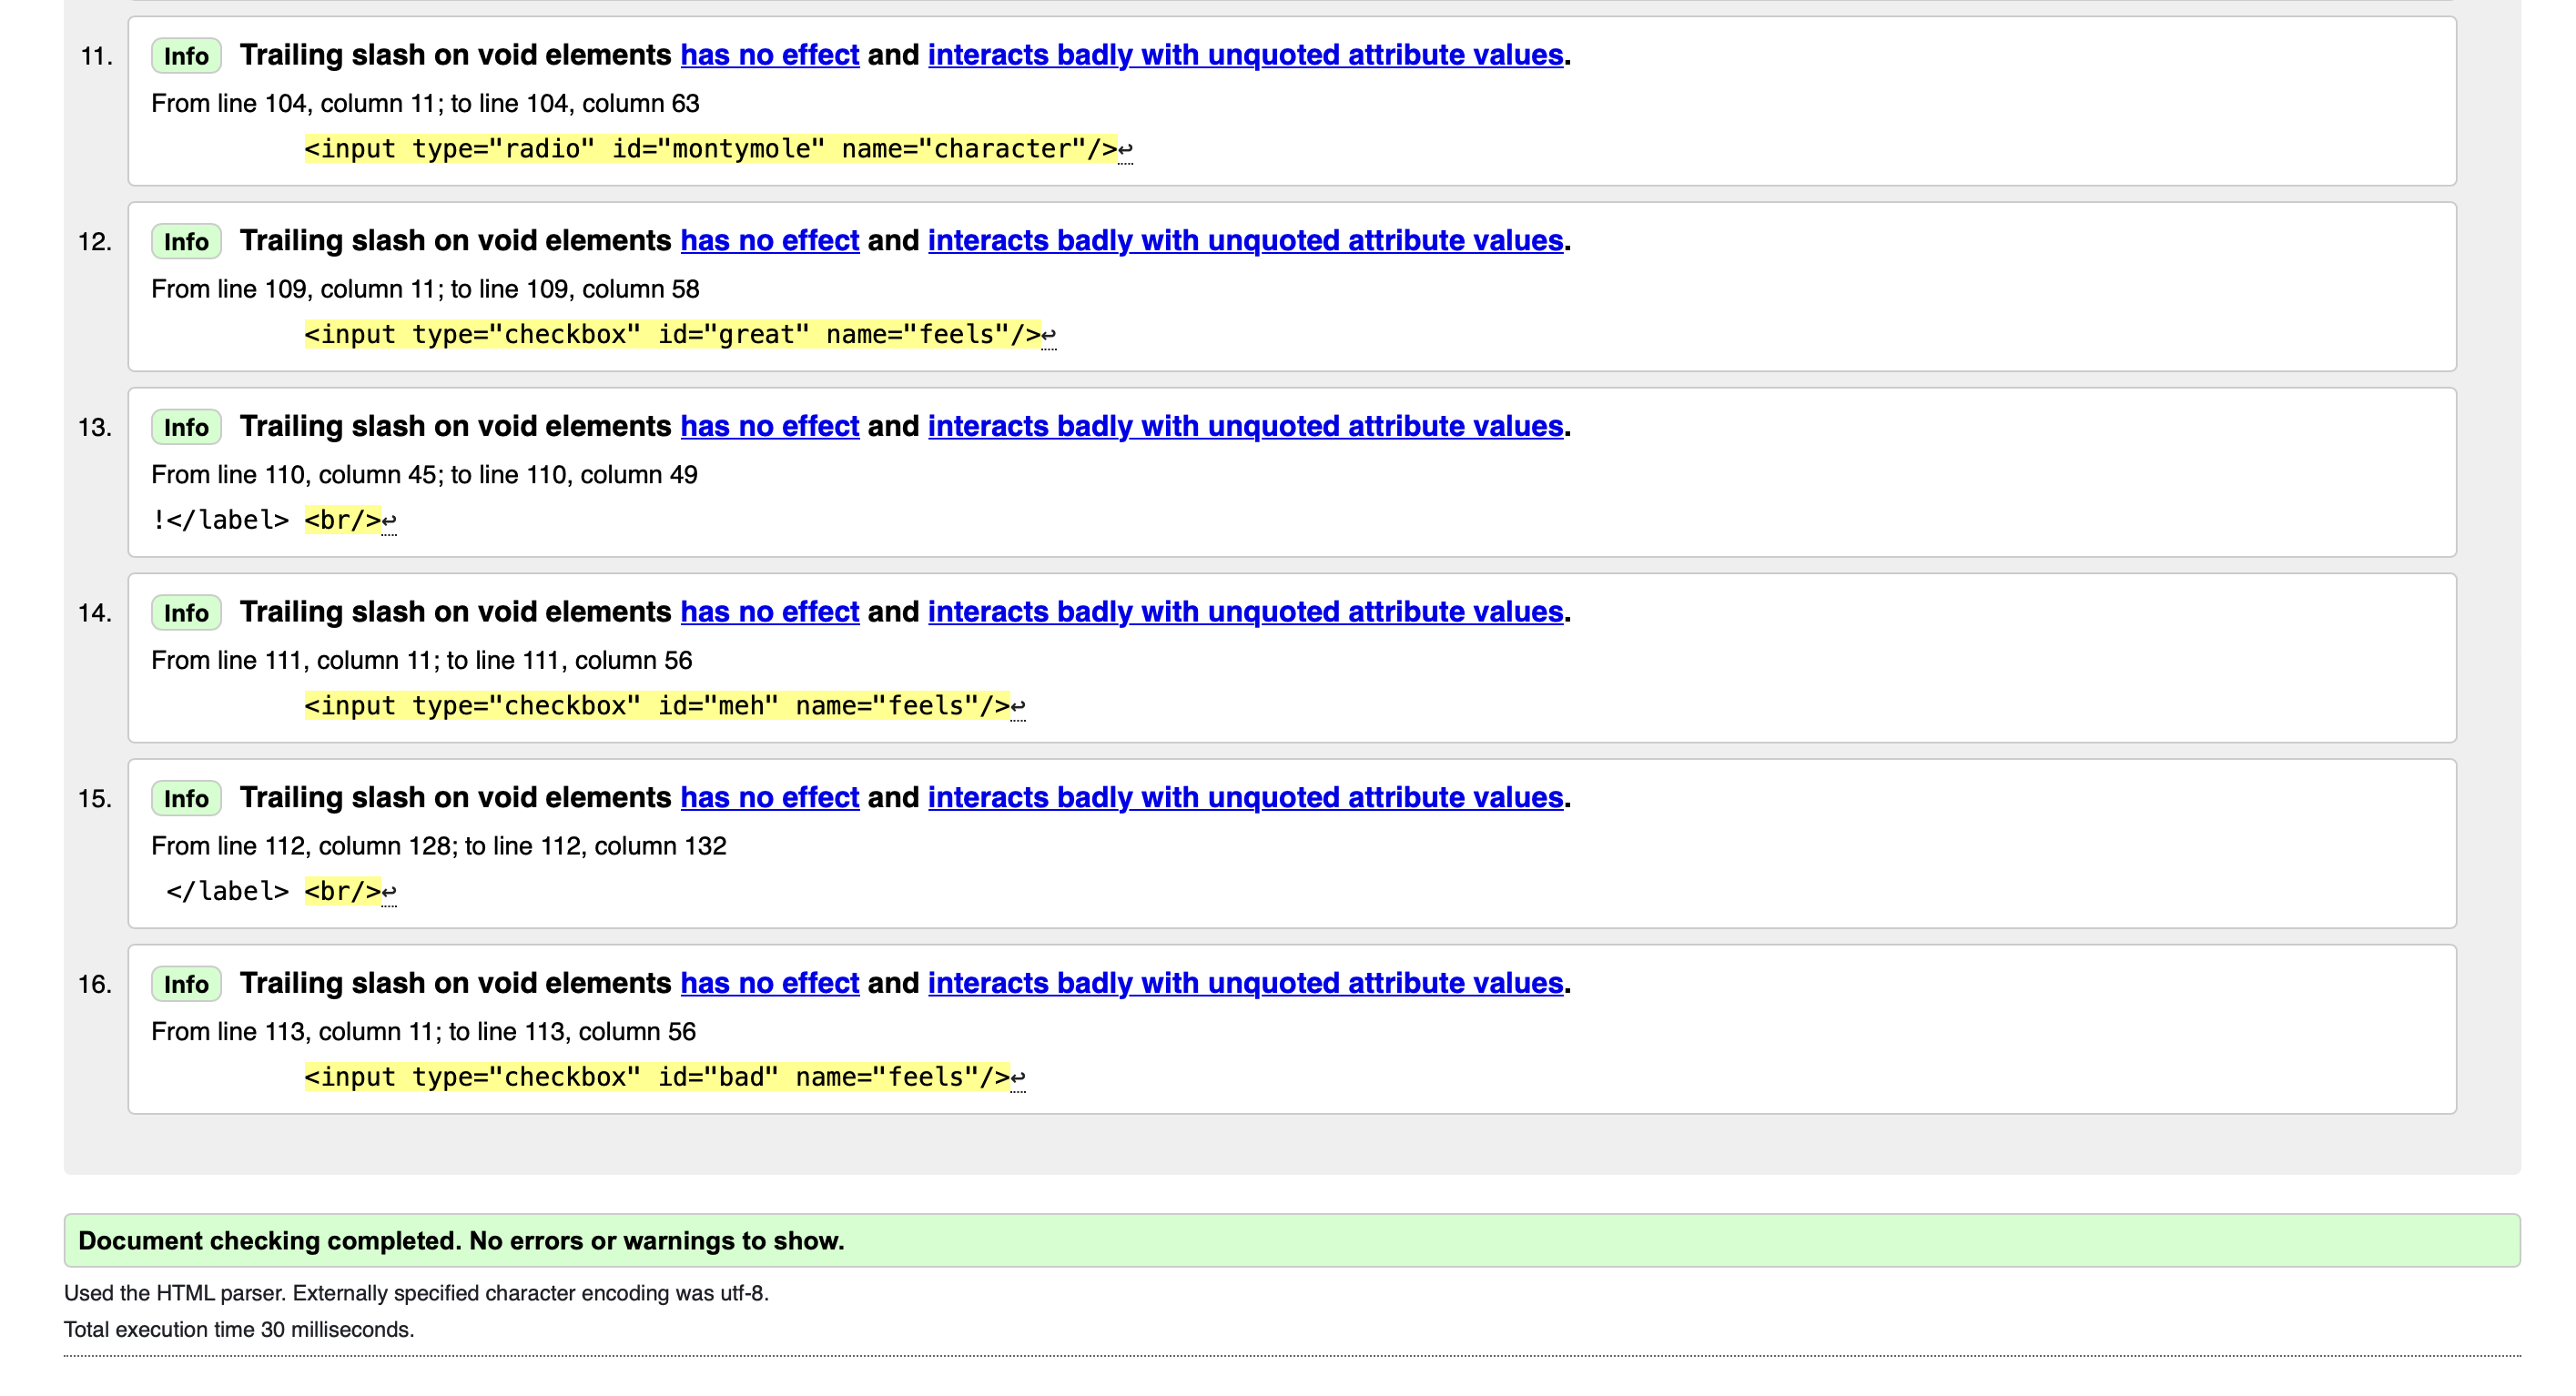 11. Info Trailing slash on void elements has no effect and interacts badly with unquoted attribute values.
From line 104, column 11; to line 104, column 63
<input type="radio" id="montymole" name="character"/>↩
12. Info Trailing slash on void elements has no effect and interacts badly with unquoted attribute values.
From line 109, column 11; to line 109, column 58
<input type="checkbox" id="great" name="feels"/>↩
13. Info Trailing slash on void elements has no effect and interacts badly with unquoted attribute values.
From line 110, column 45; to line 110, column 49
!</label> <br/>↩
14. Info Trailing slash on void elements has no effect and interacts badly with unquoted attribute values.
From line 111, column 11; to line 111, column 56
<input type="checkbox" id="meh" name="feels"/>↩
15. Info Trailing slash on void elements has no effect and interacts badly with unquoted attribute values.
From line 112, column 128; to line 112, column 132
</label> <br/>↩
16. Info Trailing slash on void elements has no effect and interacts badly with unquoted attribute values.
From line 113, column 11; to line 113, column 56
<input type="checkbox" id="bad" name="feels"/>↩
Document checking completed. No errors or warnings to show.
Used the HTML parser. Externally specified character encoding was utf-8.
Total execution time 30 milliseconds.